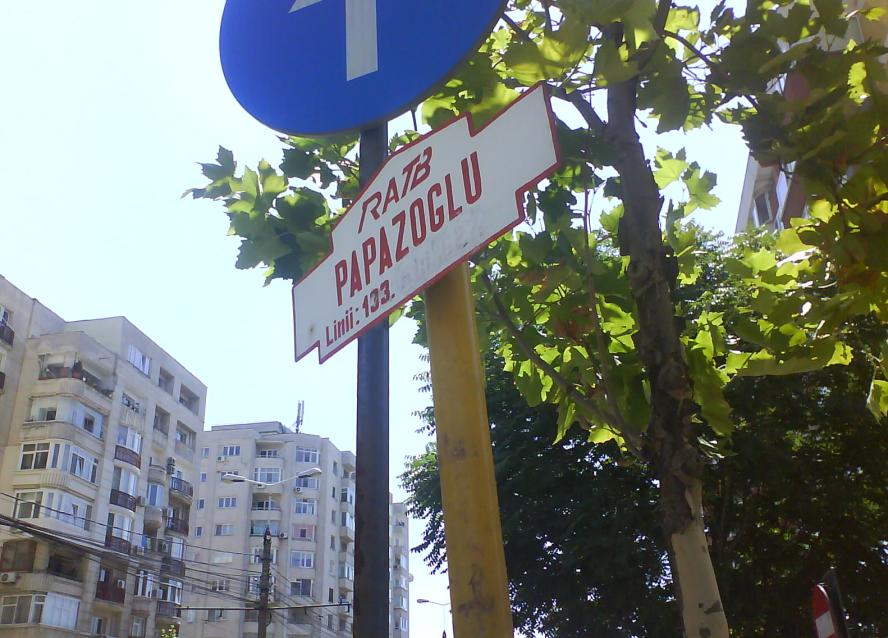 RATB
PAPAZOGLU
Linii: 133.